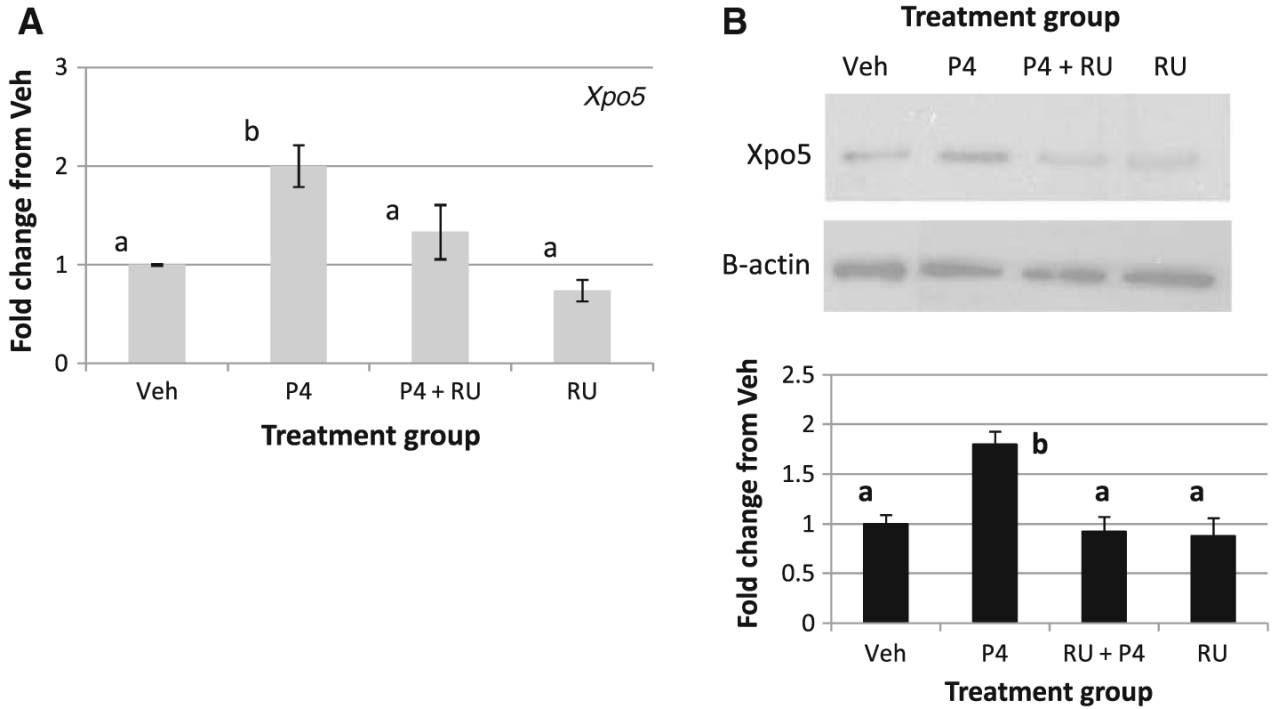 A
Fold change from Veh
3
2
1
0
Xpo5
a
b
a
a
Veh
P4
P4 + RU
RU
Treatment group
B
Treatment group
Veh
P4
P4 + RU
RU
Xpo5
B-actin
Fold change from Veh
2.5
2
1.5
1
0.5
0
a
b
a
a
Veh
P4
RU + P4
RU
Treatment group